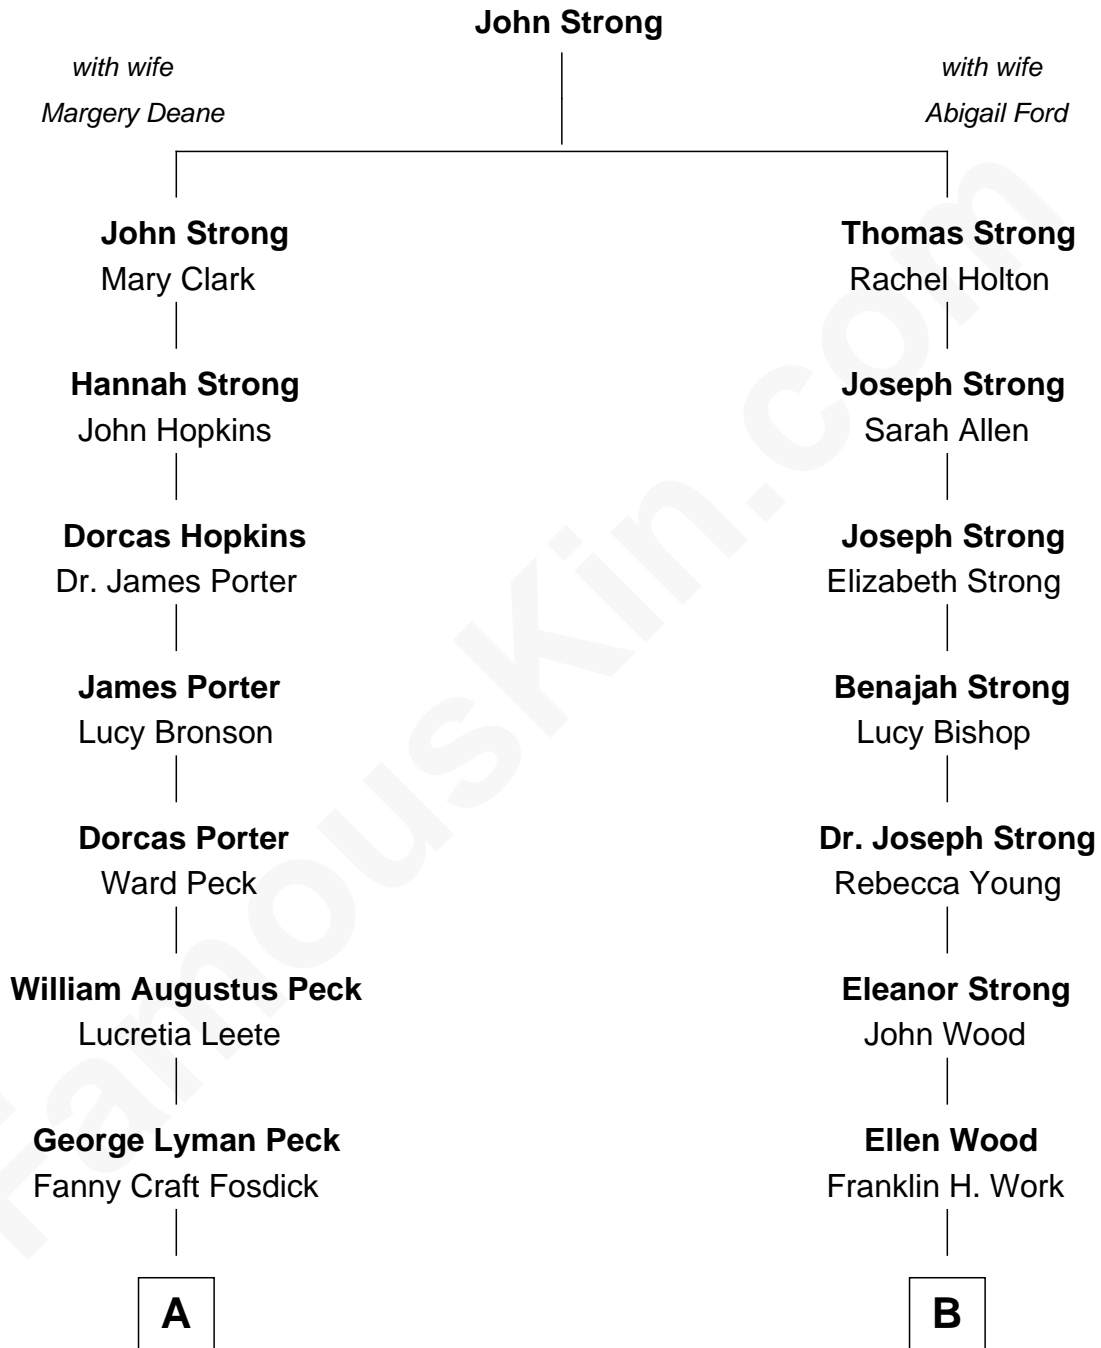 John Strong
with wife
Margery Deane
with wife
Abigail Ford
John Strong
Mary Clark
Thomas Strong
Rachel Holton
Hannah Strong
John Hopkins
Joseph Strong
Sarah Allen
Dorcas Hopkins
Dr. James Porter
Joseph Strong
Elizabeth Strong
James Porter
Lucy Bronson
Benajah Strong
Lucy Bishop
Dorcas Porter
Ward Peck
Dr. Joseph Strong
Rebecca Young
William Augustus Peck
Lucretia Leete
Eleanor Strong
John Wood
George Lyman Peck
Fanny Craft Fosdick
Ellen Wood
Franklin H. Work
A
B
FamousKin.com